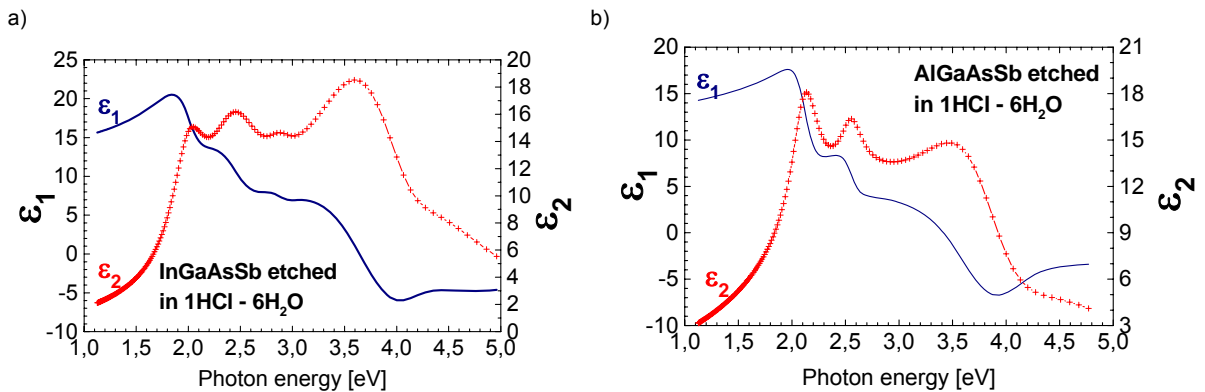 a)
25
20
15
10
5
0
-5
-10
ε1
ε1
ε2
InGaAsSb etched
in 1HCl - 6H2O
20
18
16
14
12
10
8
6
4
2
0
ε2
1,0 1,5 2,0 2,5 3,0 3,5 4,0 4,5 5,0
Photon energy [eV]
b)
20
15
10
5
0
-5
-10
ε1
ε1
ε2
AlGaAsSb etched
in 1HCl - 6H2O
21
18
15
12
9
6
3
ε2
1,0 1,5 2,0 2,5 3,0 3,5 4,0 4,5 5,0
Photon energy [eV]